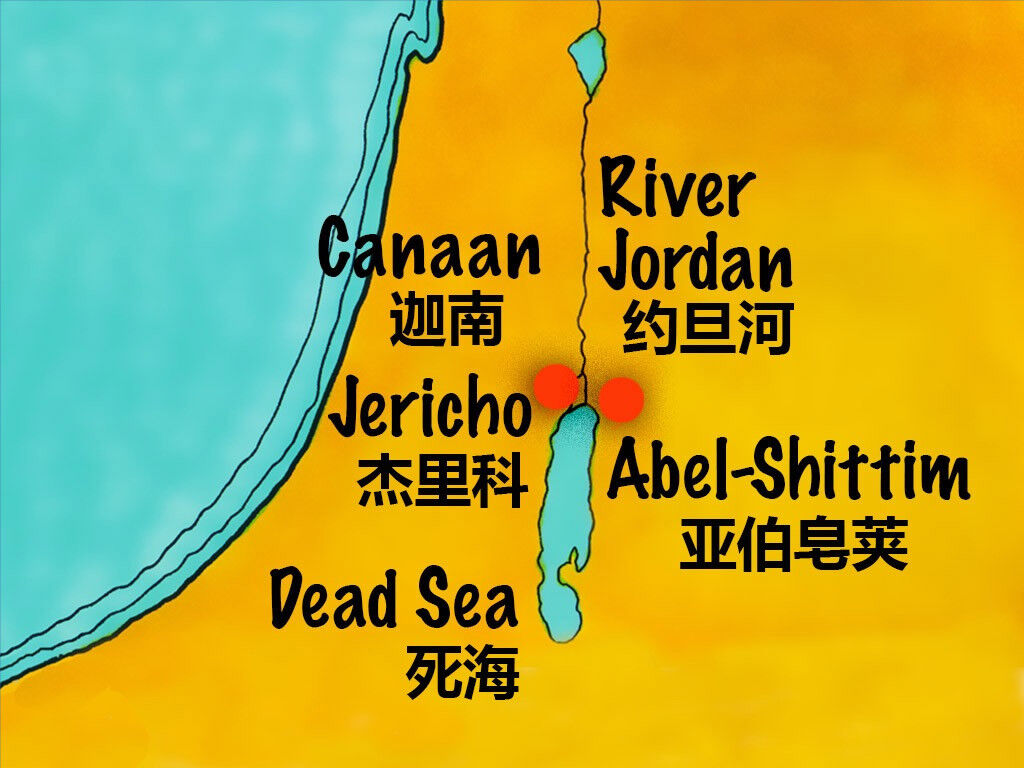 River
Jordan
约旦河
Canaan
迦南
Jericho
杰里科
Abel-Shittim
亚伯皂荚
Dead Sea
死海